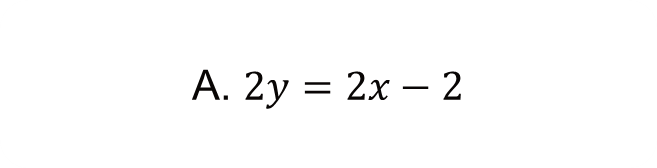 A. 2y = 2x − 2